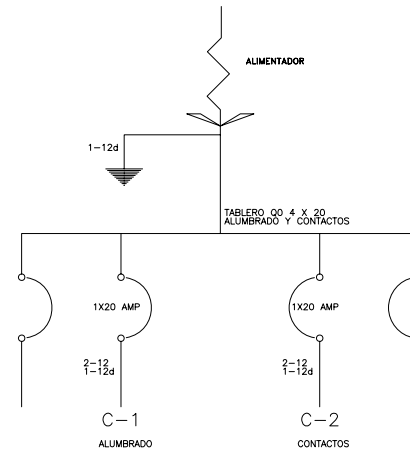 ALIMENTADOR
1-12d
TABLERO QO 4 X 20
ALUMBRADO Y CONTACTOS
1X20 AMP
1X20 AMP
2-12
1-12d
2-12
1-12d
C-1
C-2
ALUMBRADO
CONTACTOS